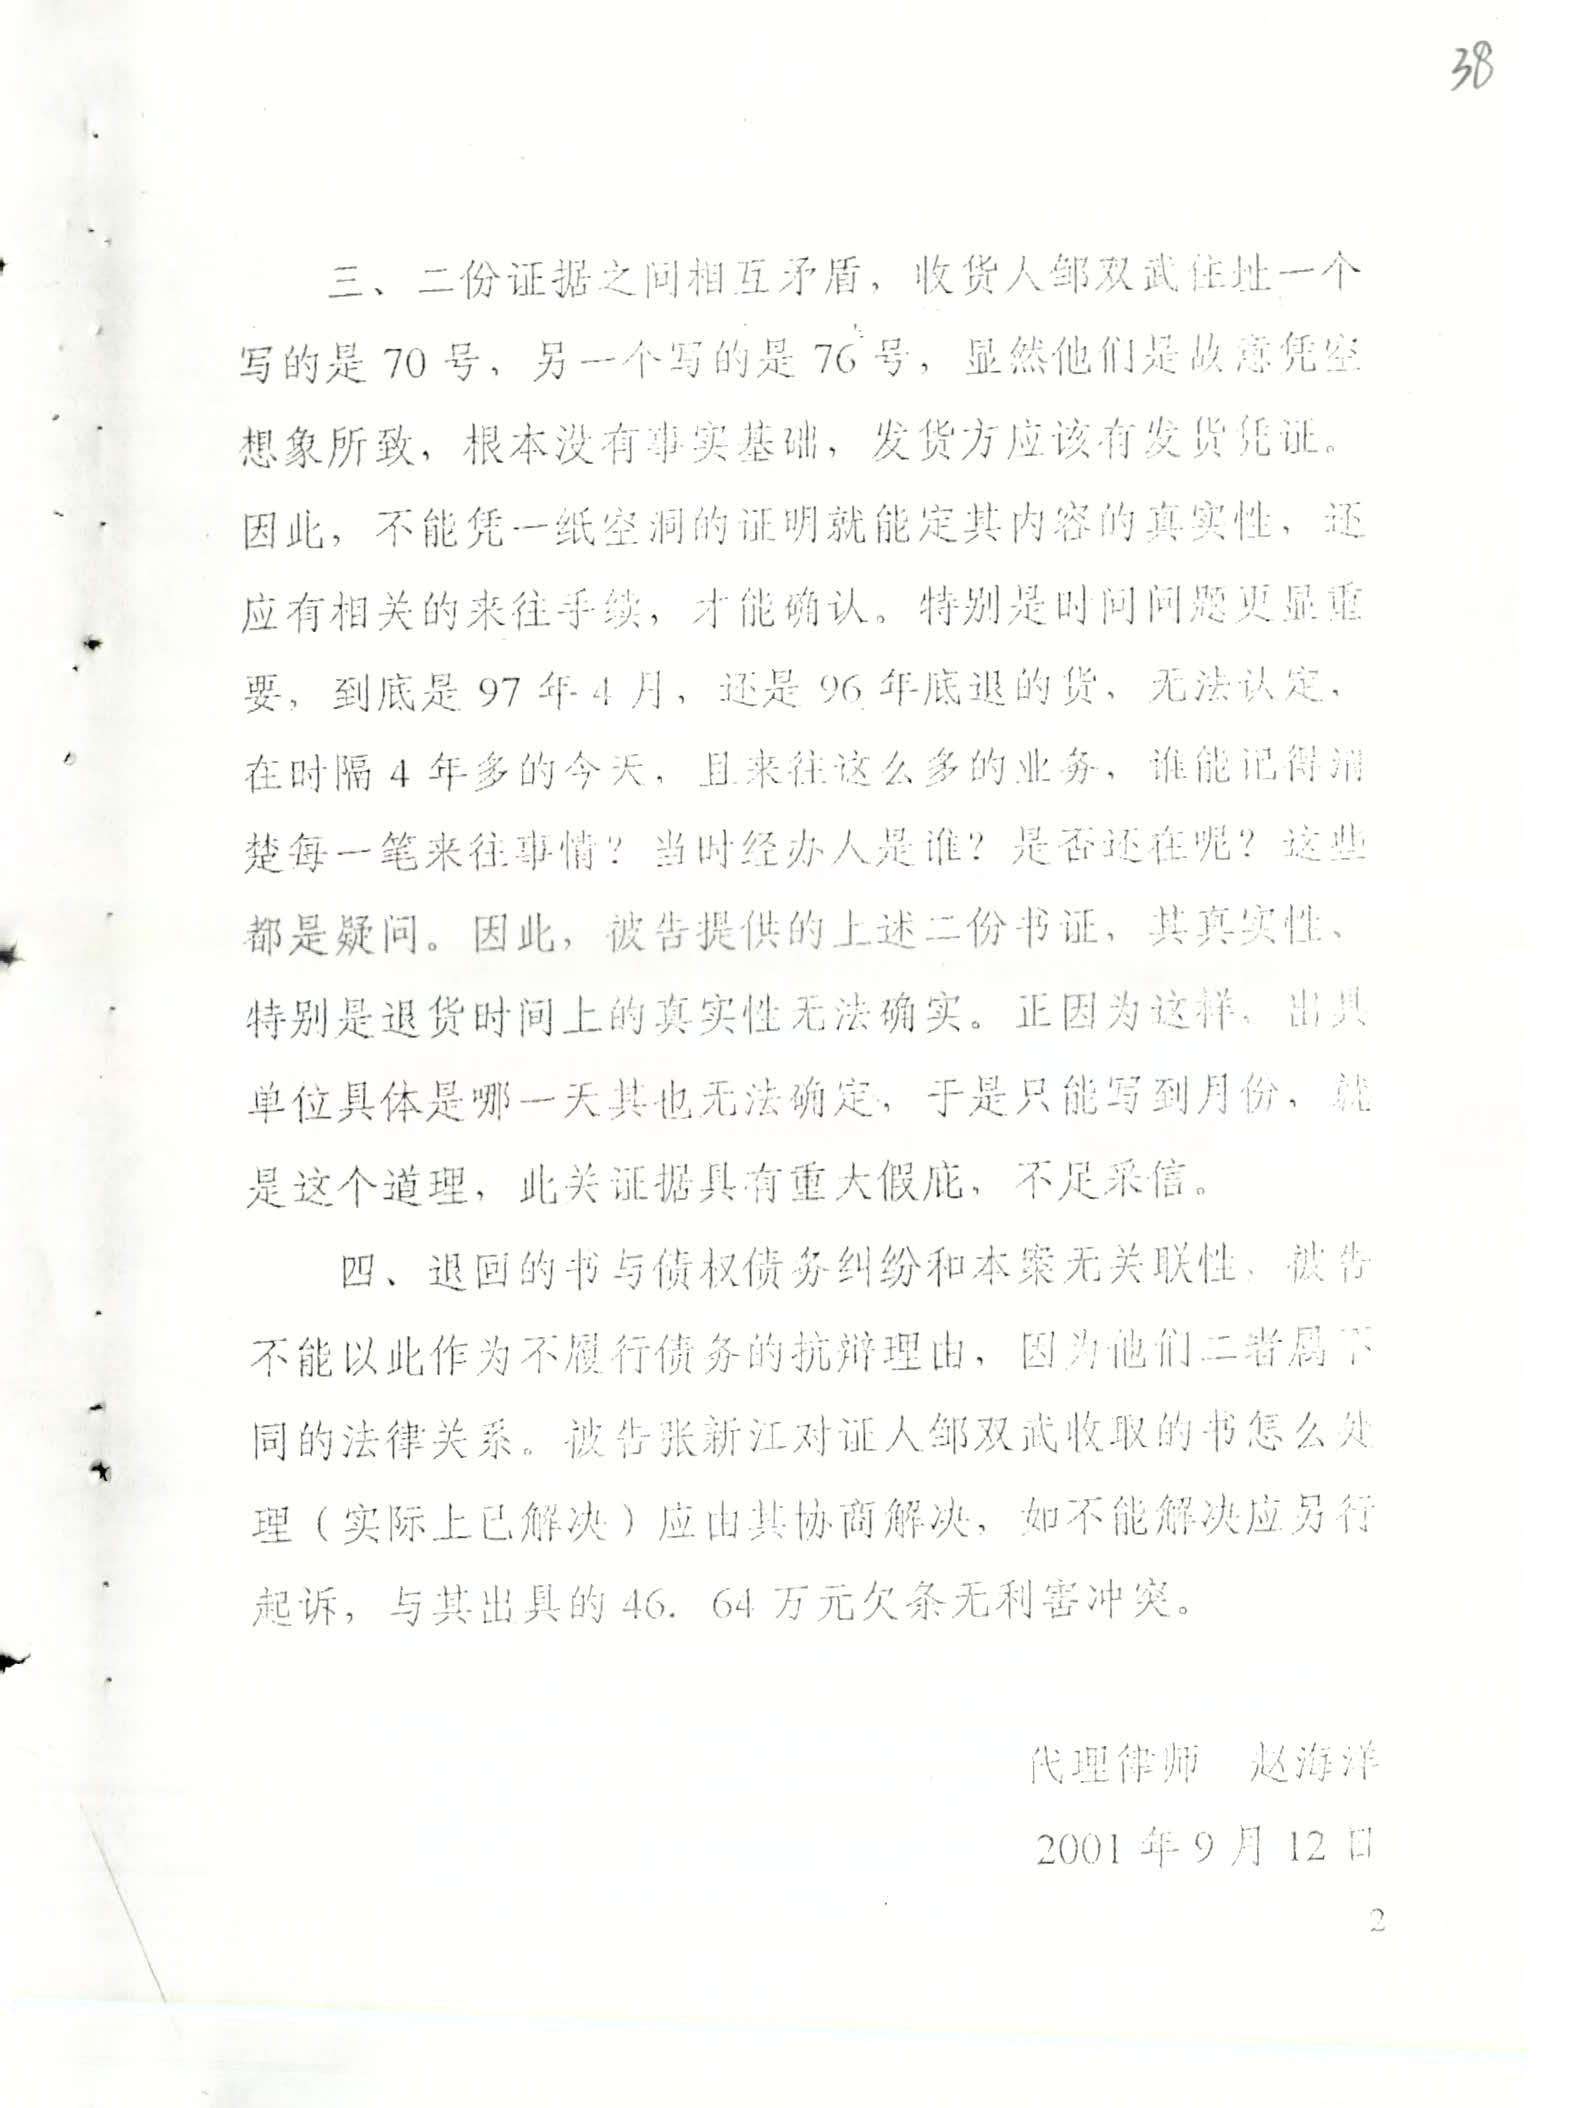 38
三、二份证据之间相互矛盾，收货人邹双武住址一个
写的是 70 号，另一个写的是 76 号，显然他们是故意凭空
想象所致，根本没有事实基础，发货方应该有发货凭证。
因此，不能凭一纸空洞的证明就能定其内容的真实性，还
应有相关的来往手续，才能确认。特别是时间问题更显重
要，到底是 97 年 4 月，还是 96 年底退的货，无法认定，
在时隔 4 年多的今天，且来往这么多的业务，谁能记得清
楚每一笔来往事情？当时经办人是谁？是否还在呢？这些
都是疑问。因此，被告提供的上述二份书证，其真实性、
特别是退货时间上的真实性无法确实。正因为这样，出具
单位具体是哪一天其也无法确定，于是只能写到月份，就
是这个道理，此关证据具有重大假庇，不足采信。
四、退回的书与债权债务纠纷和本案无关联性，被告
不能以此作为不履行债务的抗辩理由，因为他们二者属不
同的法律关系。被告张新江对证人邹双武收取的书怎么处
理（实际上已解决）应由其协商解决，如不能解决应另行
起诉，与其出具的 46．64 万元欠条无利害冲突。
代理律师 赵海洋
2001 年 9 月 12 日
2